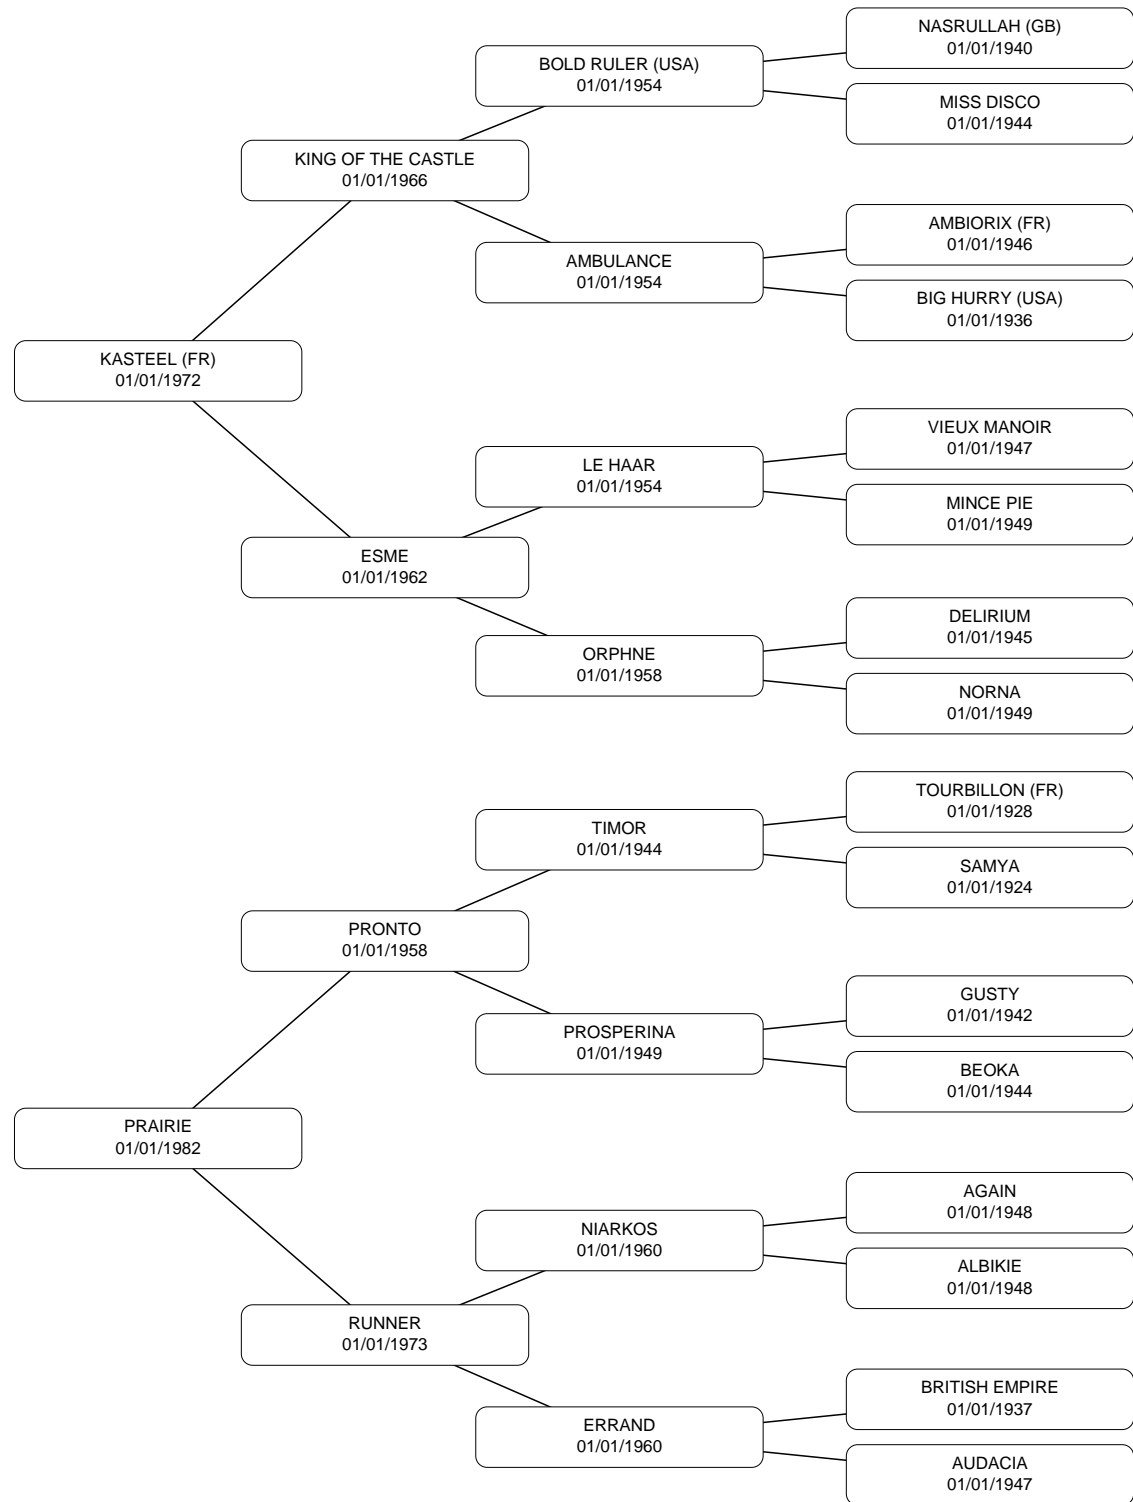 NASRULLAH (GB)
01/01/1940
BOLD RULER (USA)
01/01/1954
MISS DISCO
01/01/1944
KING OF THE CASTLE
01/01/1966
AMBIORIX (FR)
01/01/1946
AMBULANCE
01/01/1954
BIG HURRY (USA)
01/01/1936
KASTEEL (FR)
01/01/1972
VIEUX MANOIR
01/01/1947
LE HAAR
01/01/1954
MINCE PIE
01/01/1949
ESME
01/01/1962
DELIRIUM
01/01/1945
ORPHNE
01/01/1958
NORNA
01/01/1949
TOURBILLON (FR)
01/01/1928
TIMOR
01/01/1944
SAMYA
01/01/1924
PRONTO
01/01/1958
GUSTY
01/01/1942
PROSPERINA
01/01/1949
BEOKA
01/01/1944
PRAIRIE
01/01/1982
AGAIN
01/01/1948
NIARKOS
01/01/1960
ALBIKIE
01/01/1948
RUNNER
01/01/1973
BRITISH EMPIRE
01/01/1937
ERRAND
01/01/1960
AUDACIA
01/01/1947